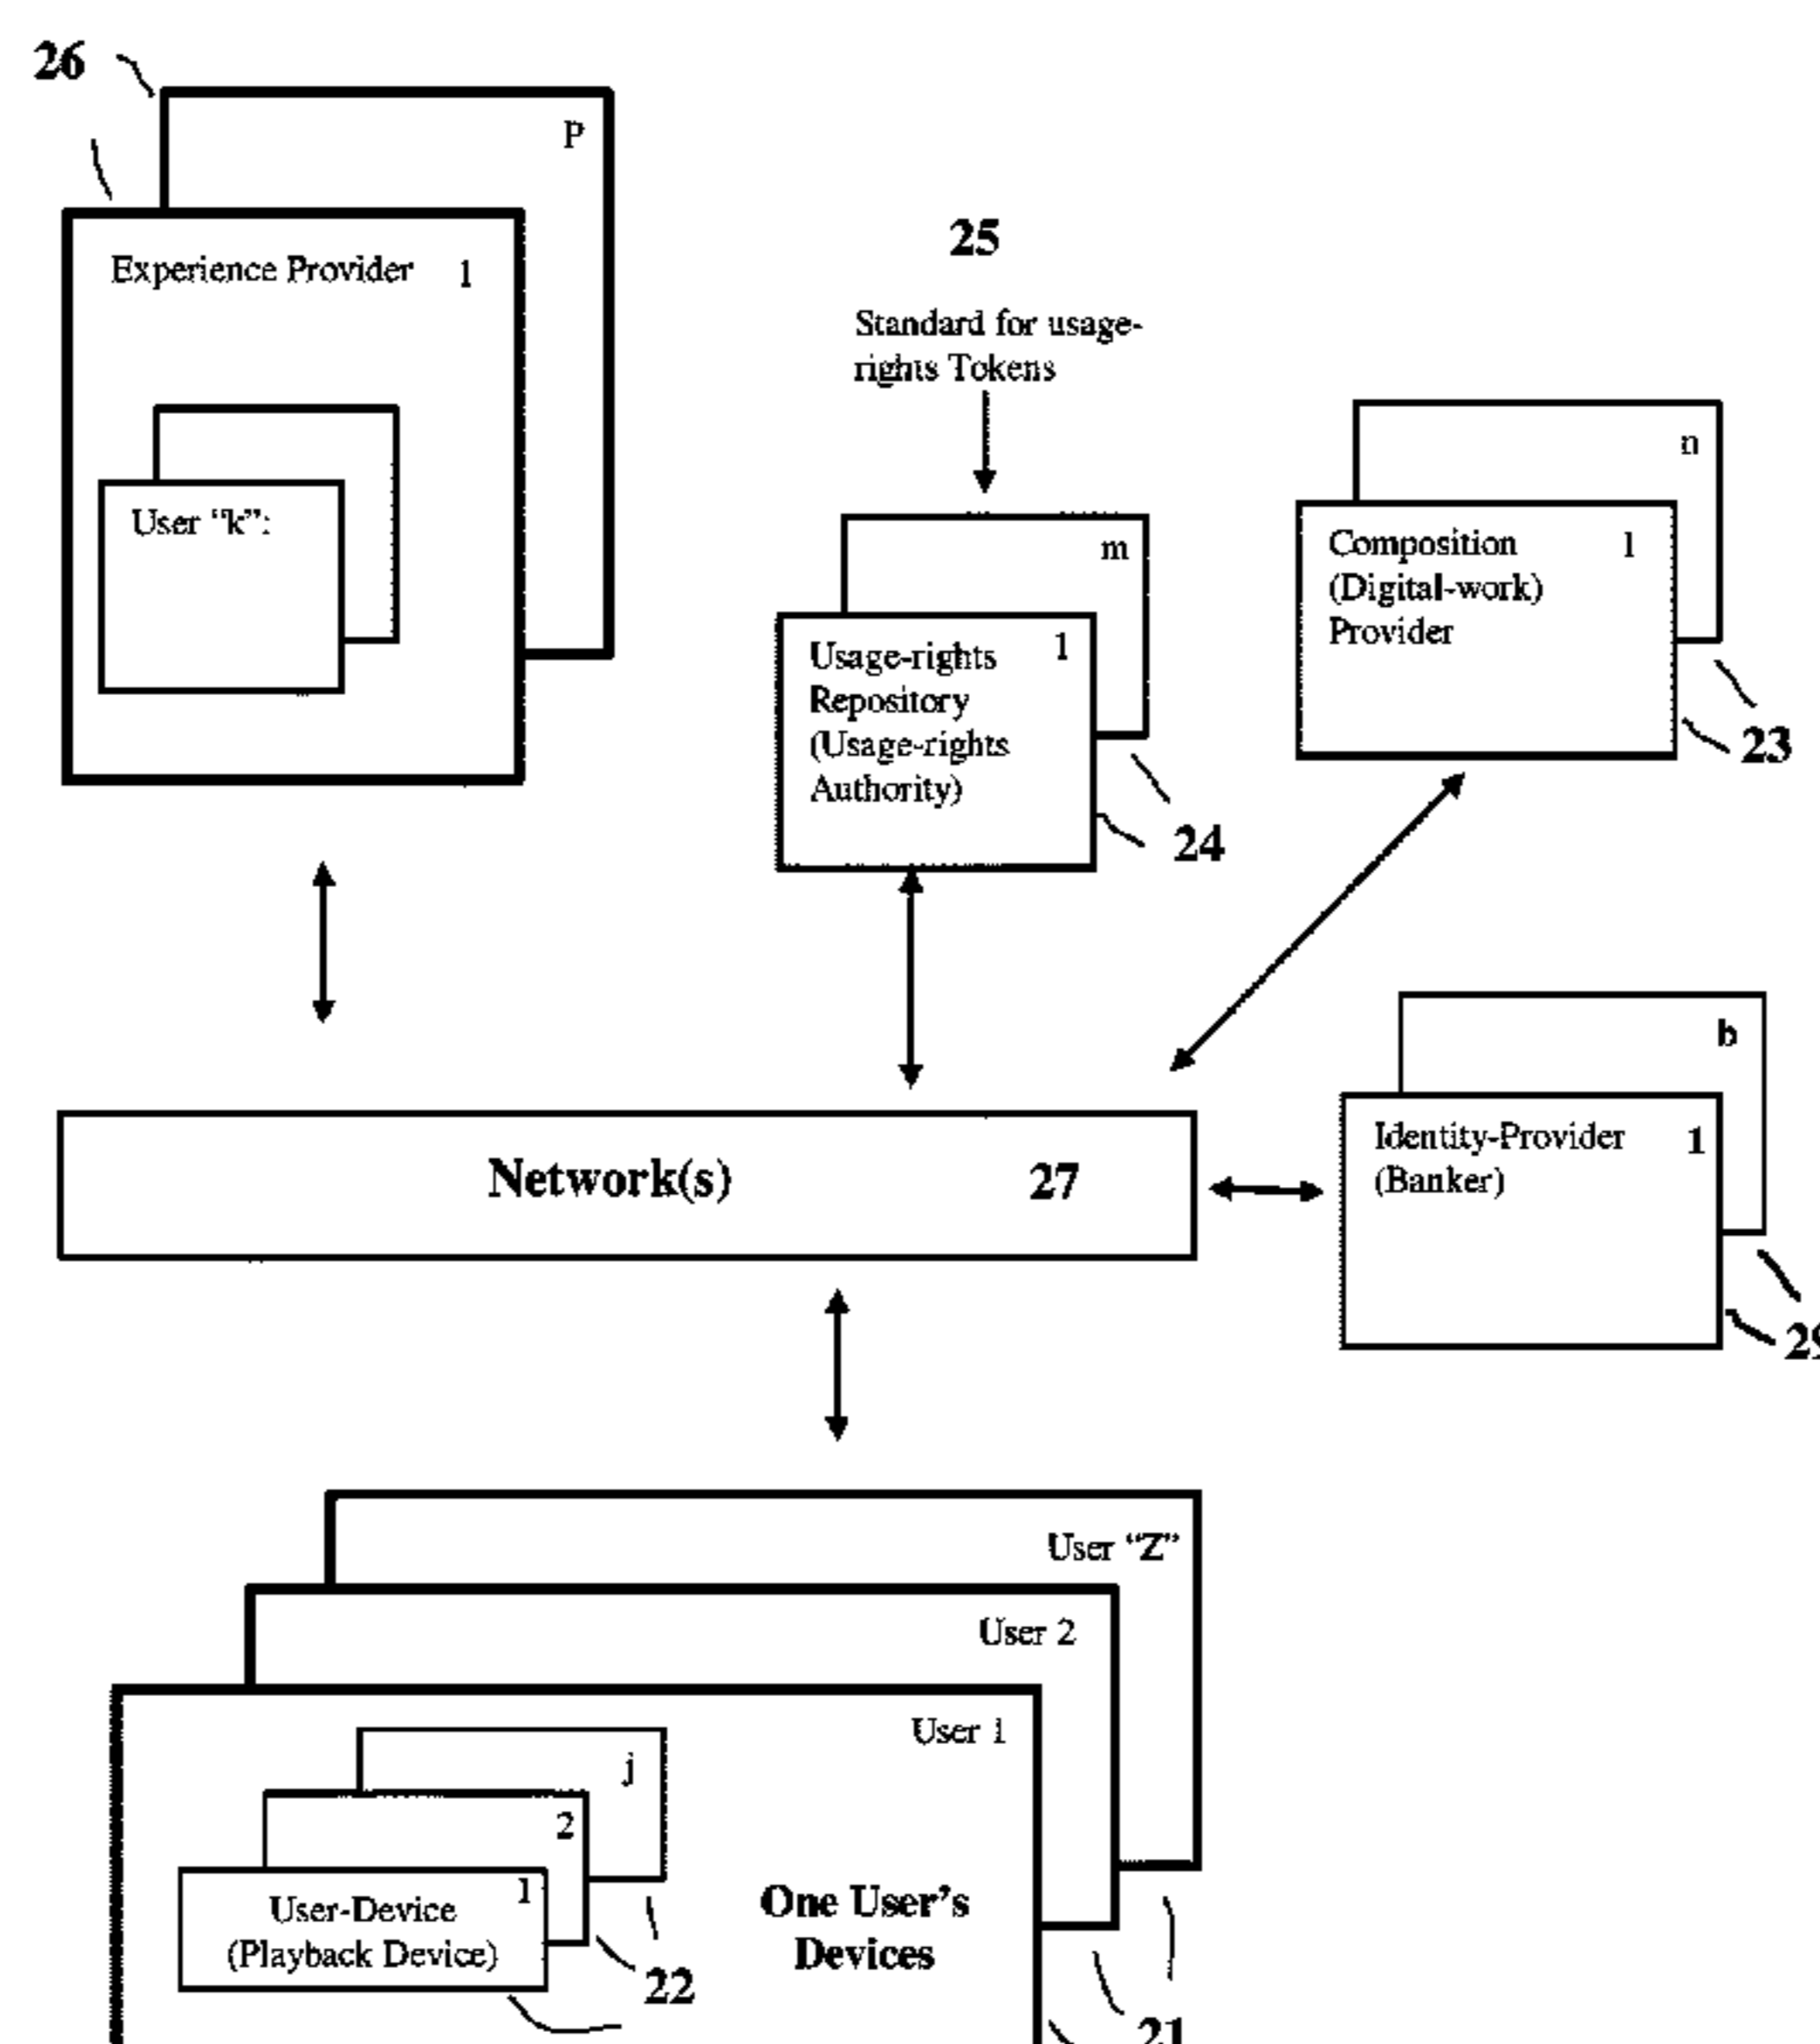 26
P
Experience Provider 1
User “k”:
25
Standard for usage-
rights Tokens
m
Usage-rights 1
Repository
(Usage-rights
Authority)
24
n
Composition 1
(Digital-work)
Provider
23
b
Identity-Provider 1
(Banker)
Network(s) 27
User “Z”
User 2
User 1
j
2
1
User-Device
(Playback Device)
22
One User’s
Devices
21